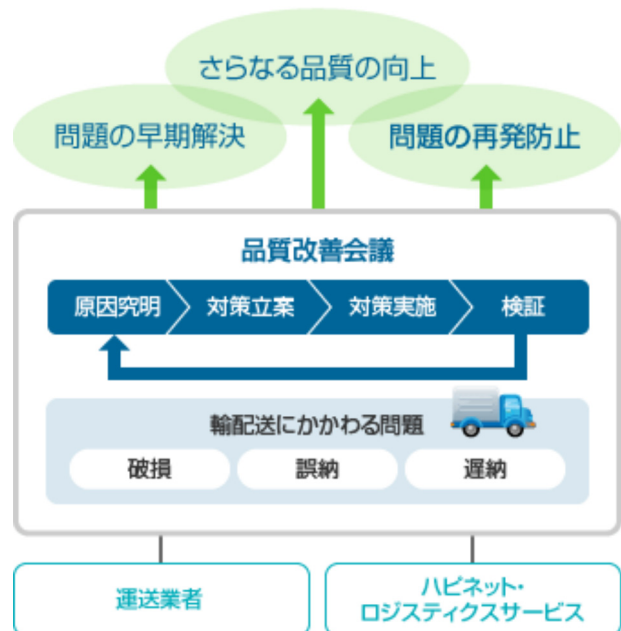 さらなる品質の向上
問題の早期解決
問題の再発防止
品質改善会議
原因究明
対策立案
対策実施
検証
輸配送にかかわる問題
破損
誤納
遅納
運送業者
ハピネット・
ロジスティクスサービス